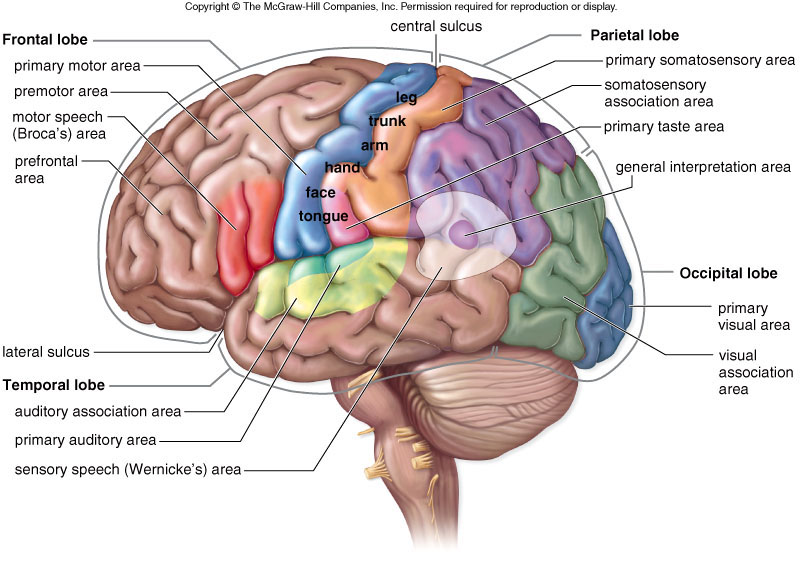 Copyright © The McGraw-Hill Companies, Inc. Permission required for reproduction or display.
central sulcus
Frontal lobe
primary motor area
premotor area
motor speech
(Broca's) area
prefrontal
area
lateral sulcus
Temporal lobe
auditory association area
primary auditory area
sensory speech (Wernicke's) area
leg
trunk
arm
hand
face
tongue
Parietal lobe
primary somatosensory area
somatosensory
association area
primary taste area
general interpretation area
Occipital lobe
primary
visual area
visual
association
area